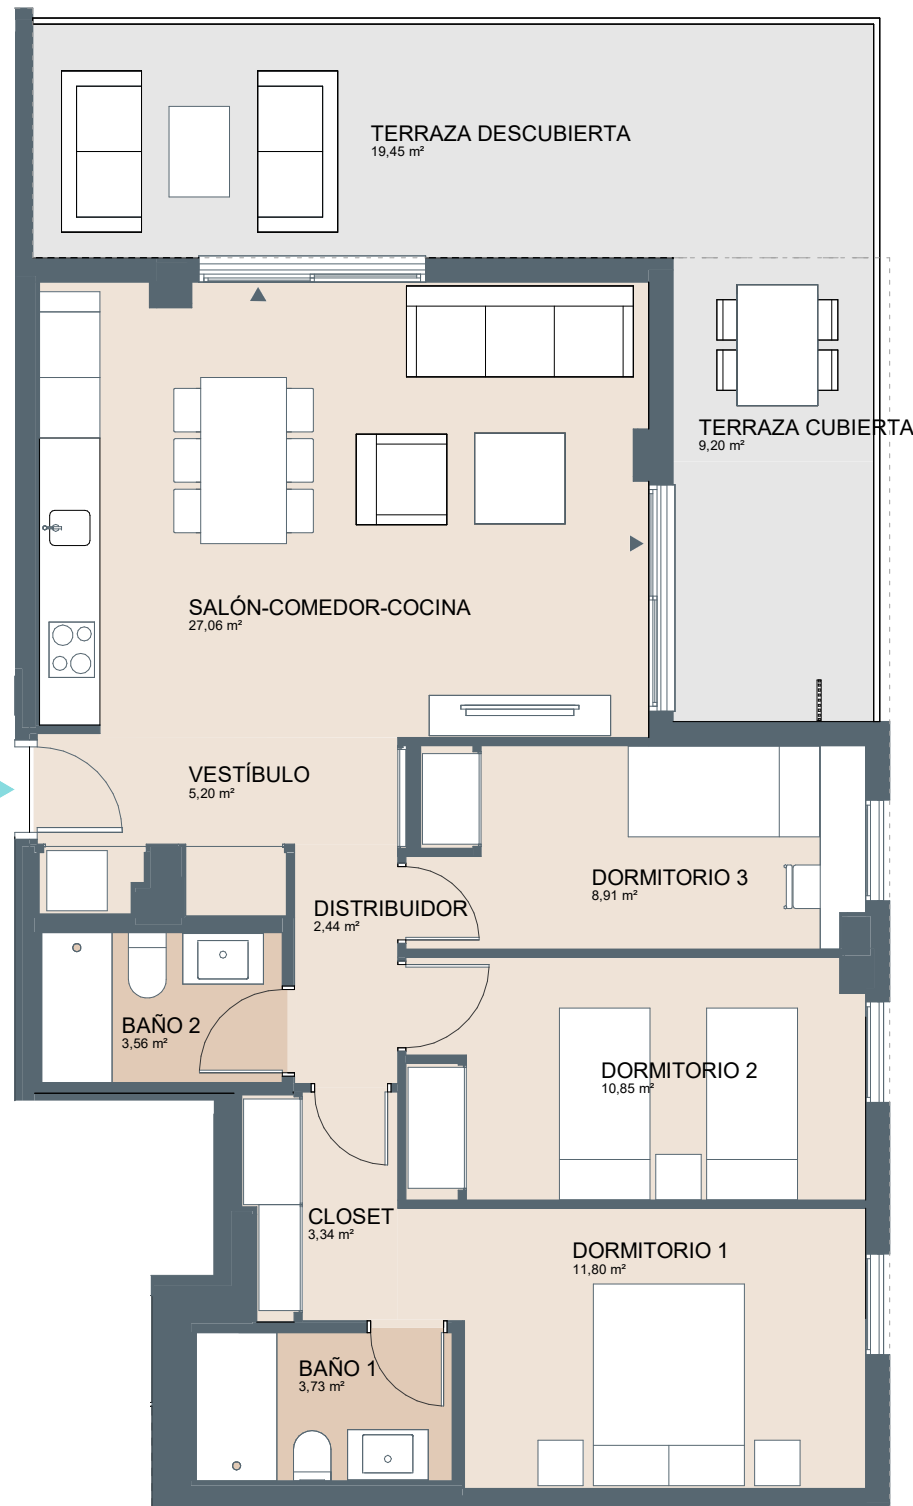 TERRAZA DESCUBIERTA
19,45 m²
TERRAZA CUBIERTA
9,20 m²
SALÓN-COMEDOR-COCINA
27,06 m²
VESTÍBULO
5,20 m²
DORMITORIO 3
8,91 m²
DISTRIBUIDOR
2,44 m²
BAÑO 2
3,56 m²
DORMITORIO 2
10,85 m²
CLOSET
3,34 m²
DORMITORIO 1
11,80 m²
BAÑO 1
3,73 m²